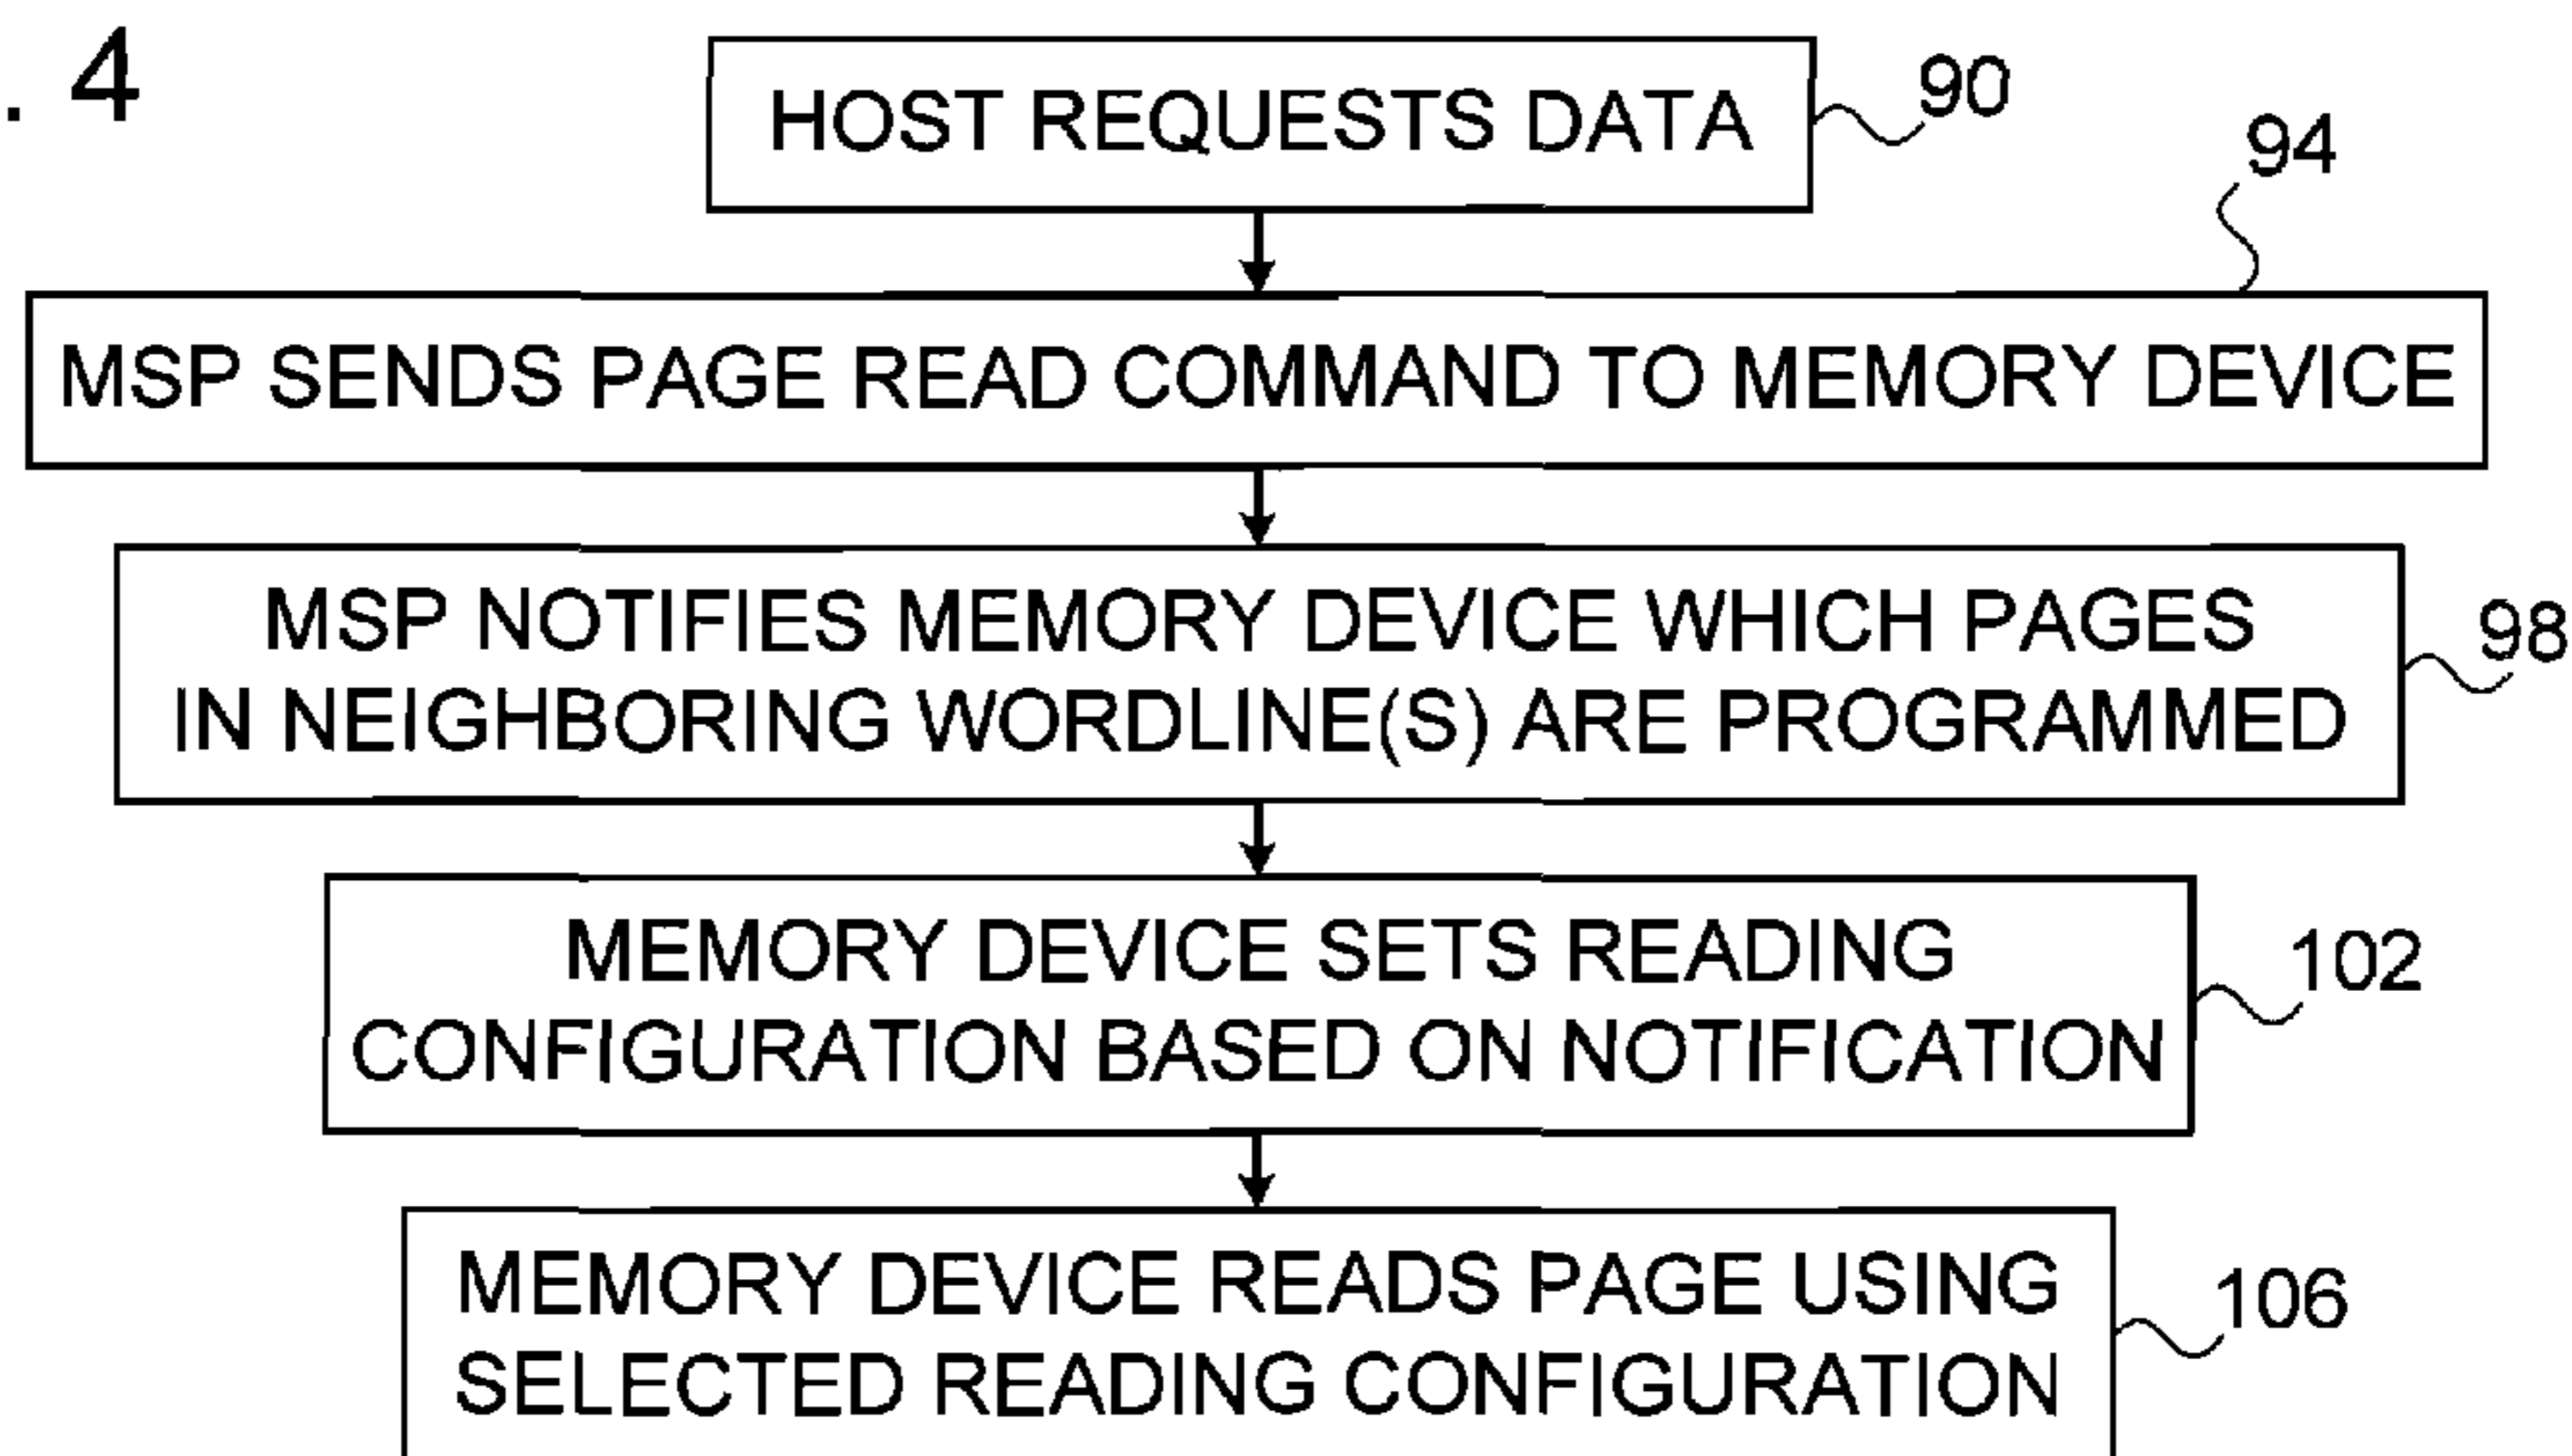 . 4
HOST REQUESTS DATA
90
94
MSP SENDS PAGE READ COMMAND TO MEMORY DEVICE
MSP NOTIFIES MEMORY DEVICE WHICH PAGES
IN NEIGHBORING WORDLINE(S) ARE PROGRAMMED
98
MEMORY DEVICE SETS READING
CONFIGURATION BASED ON NOTIFICATION
102
MEMORY DEVICE READS PAGE USING
SELECTED READING CONFIGURATION
106